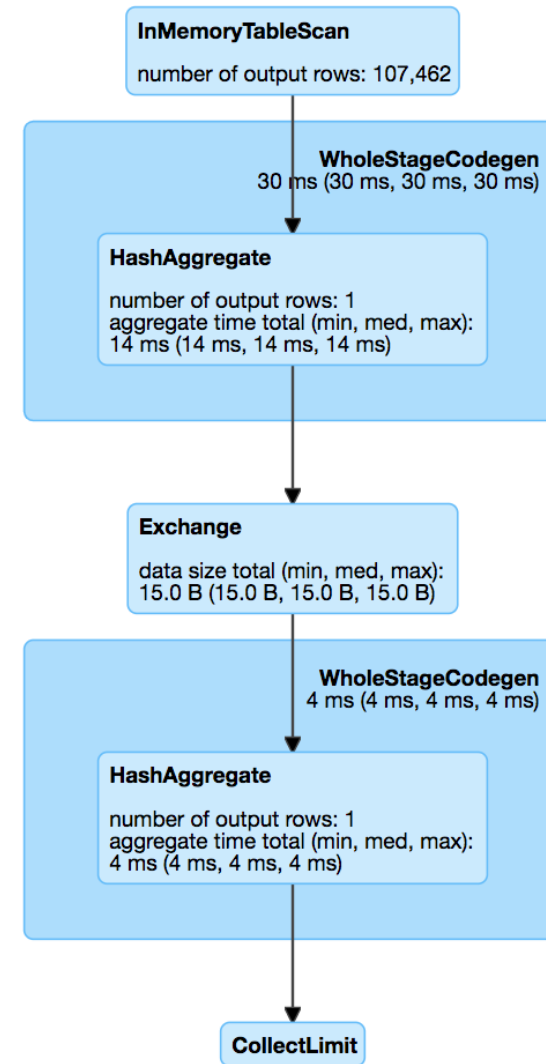 InMemoryTableScan
number of output rows: 107,462
WholeStageCodegen
30 ms (30 ms, 30 ms, 30 ms)
HashAggregate
number of output rows: 1
aggregate time total (min, med, max):
14 ms (14 ms, 14 ms, 14 ms)
Exchange
data size total (min, med, max):
15.0 B (15.0 B, 15.0 B, 15.0 B)
WholeStageCodegen
4 ms (4 ms, 4 ms, 4 ms)
HashAggregate
number of output rows: 1
aggregate time total (min, med, max):
4 ms (4 ms, 4 ms, 4 ms)
CollectLimit